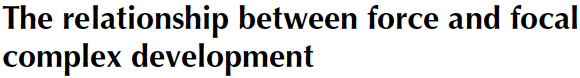 The relationship between force and focal
complex development